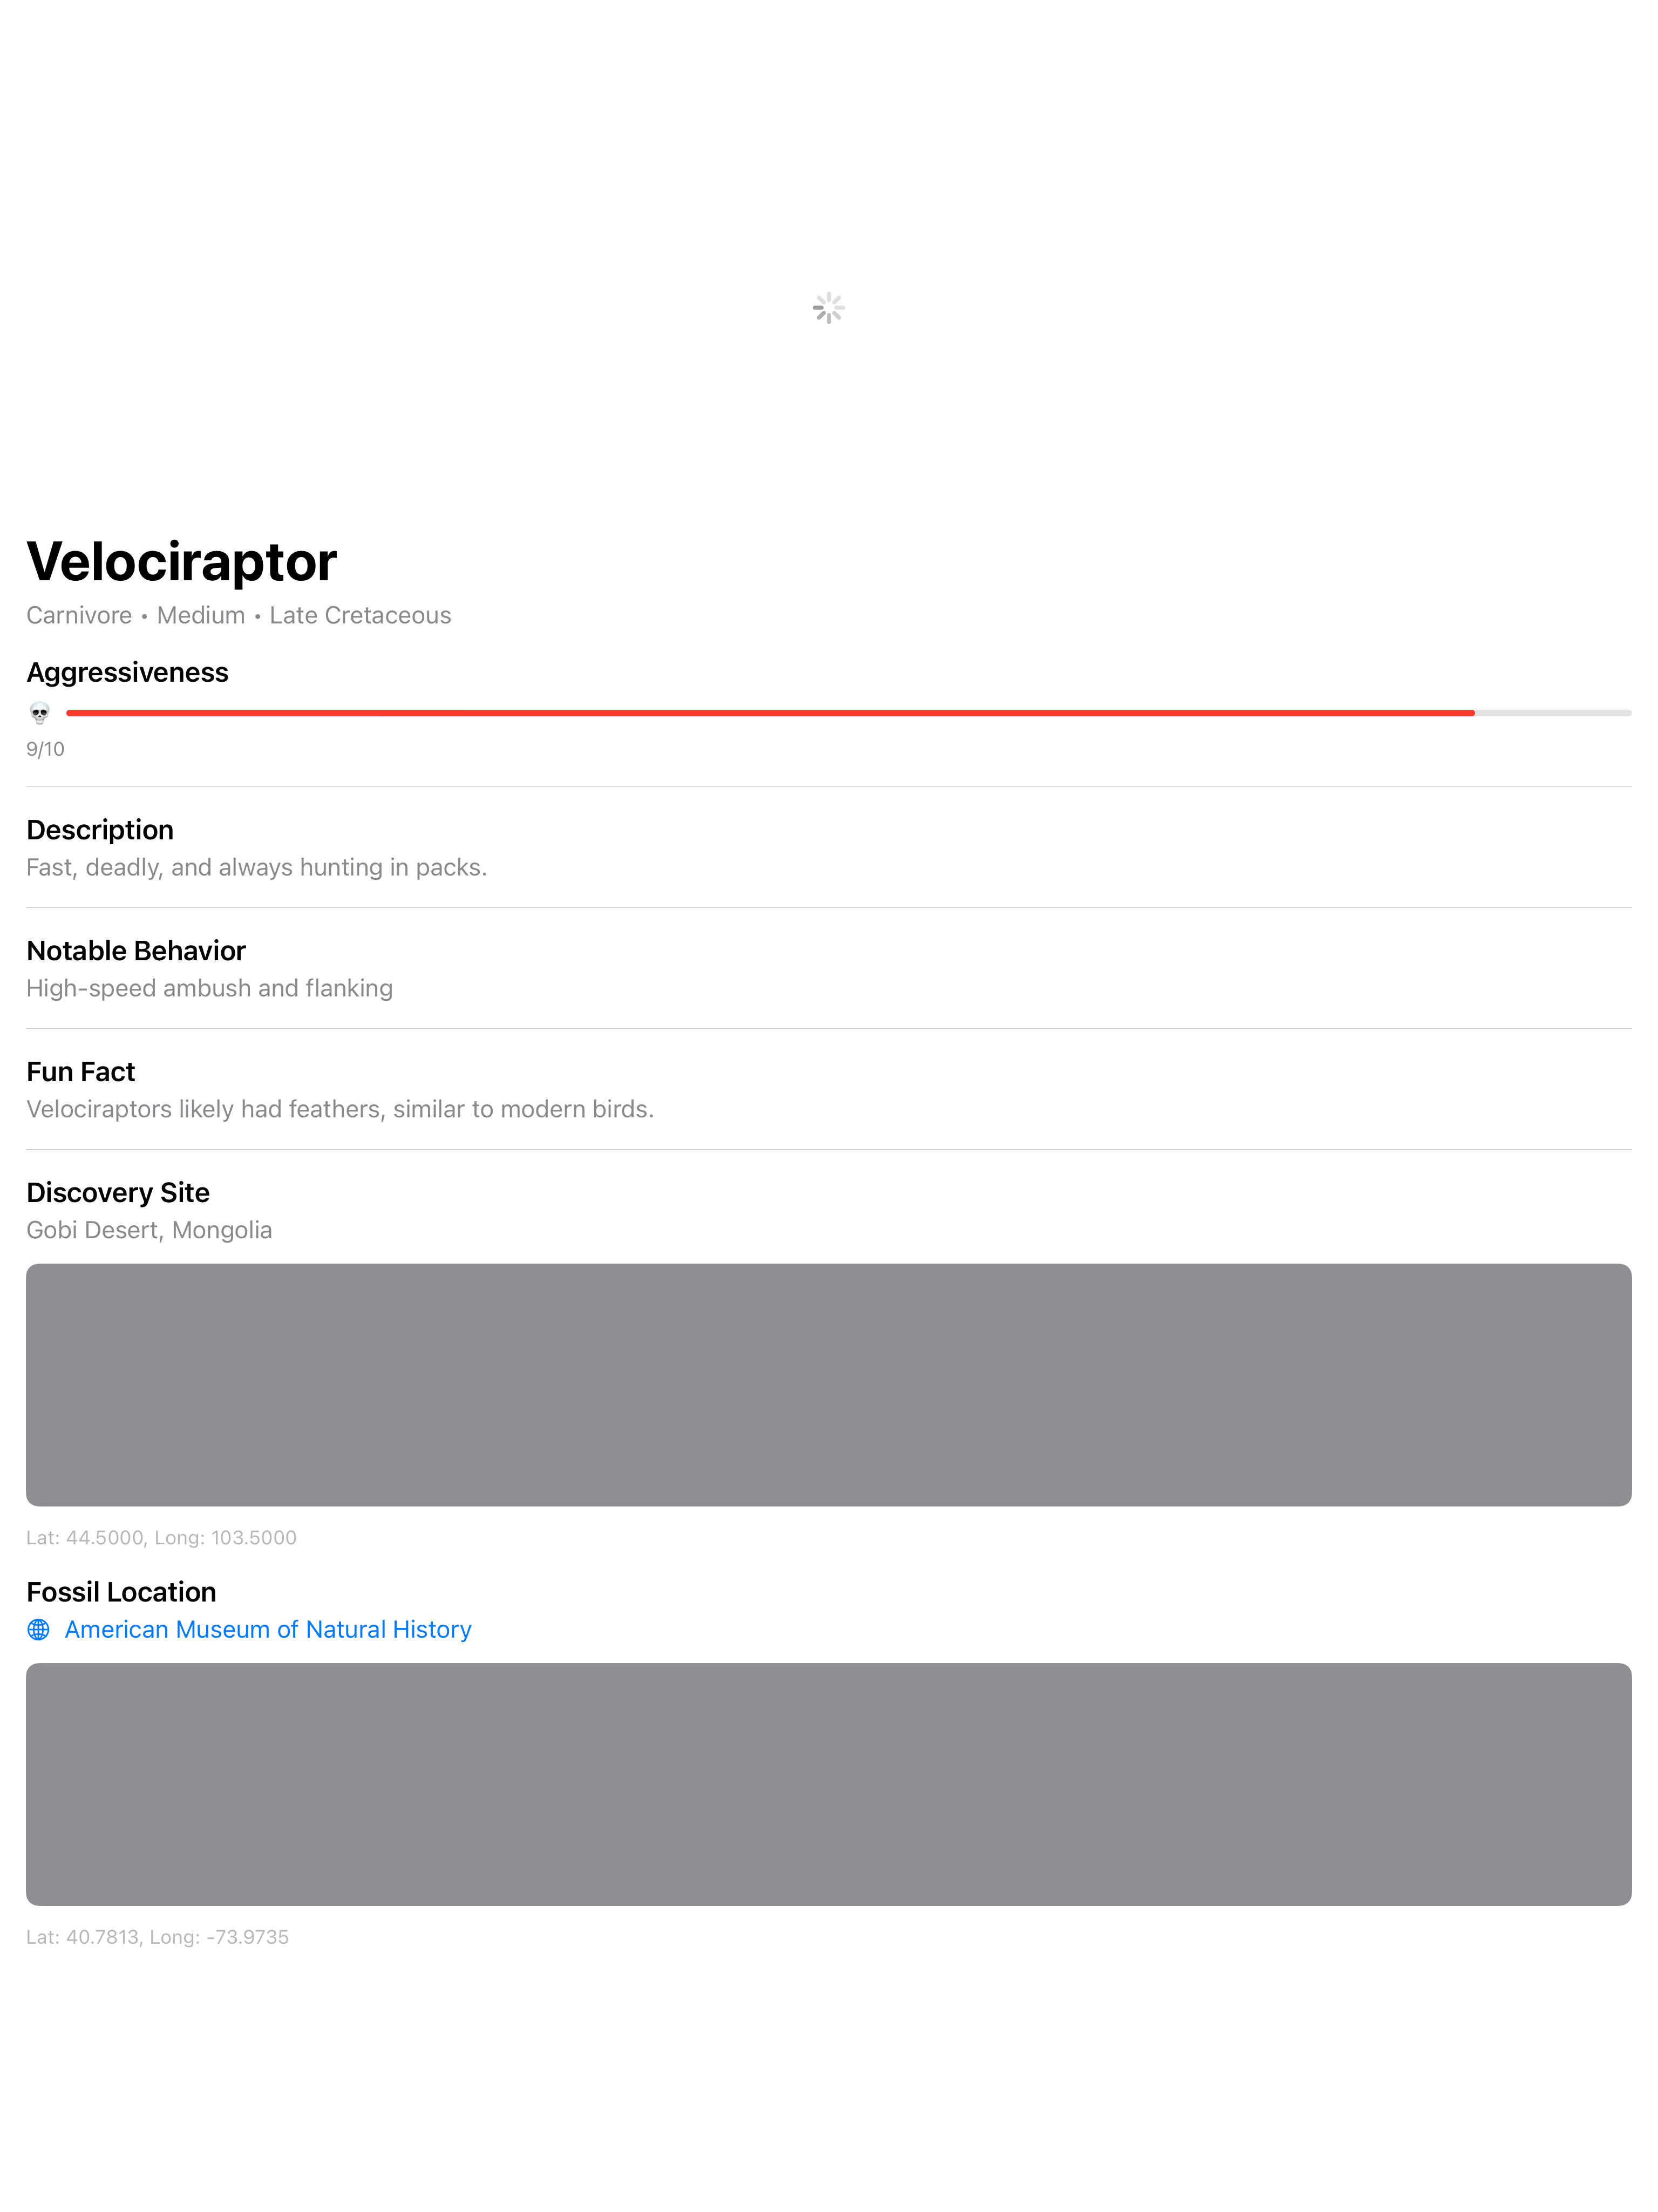 Velociraptor
Carnivore • Medium • Late Cretaceous
Aggressiveness
9/10
Description
Fast, deadly, and always hunting in packs.
Notable Behavior
High-speed ambush and flanking
Fun Fact
Velociraptors likely had feathers, similar to modern birds.
Discovery Site
Gobi Desert, Mongolia
Lat: 44.5000, Long: 103.5000
Fossil Location
American Museum of Natural History
Lat: 40.7813, Long: -73.9735